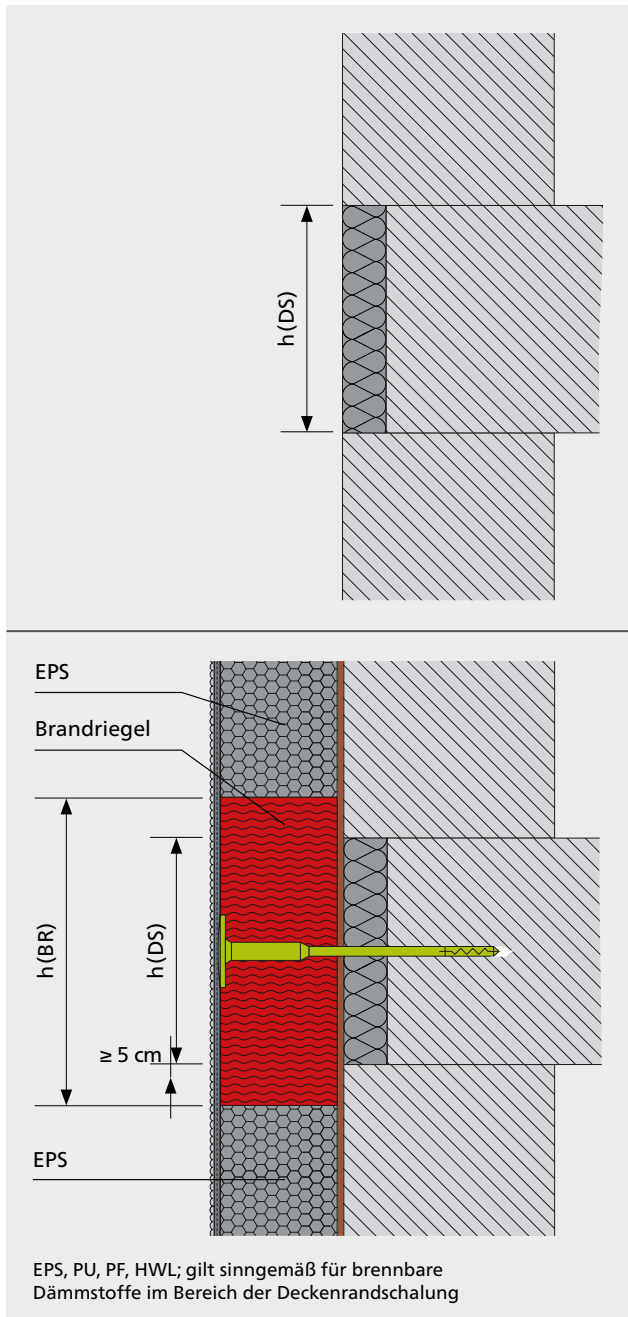 h(DS)
EPS
Brandriegel
h(BR)
h(DS)
≥ 5 cm
EPS
EPS, PU, PF, HWL; gilt sinngemäß für brennbare
Dämmstoffe im Bereich der Deckenrandschalung